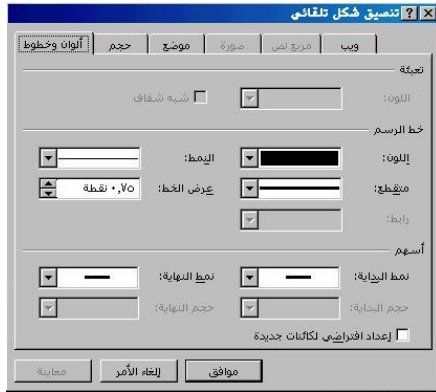 تنسيق شكل تلقائي
ألوان وخطوط حجم موضع صورة مربع نص ويب
تعبئة
اللون: شبه شفاف
خط الرسم
اللون: النمط:
متقطع: عرض الخط: ٠,٧٥ نقطة
رابط:
أسهم
نمط البداية: نمط النهاية:
حجم البداية: حجم النهاية:
إعداد افتراضي لكائنات جديدة
موافق إلغاء الأمر معاينة